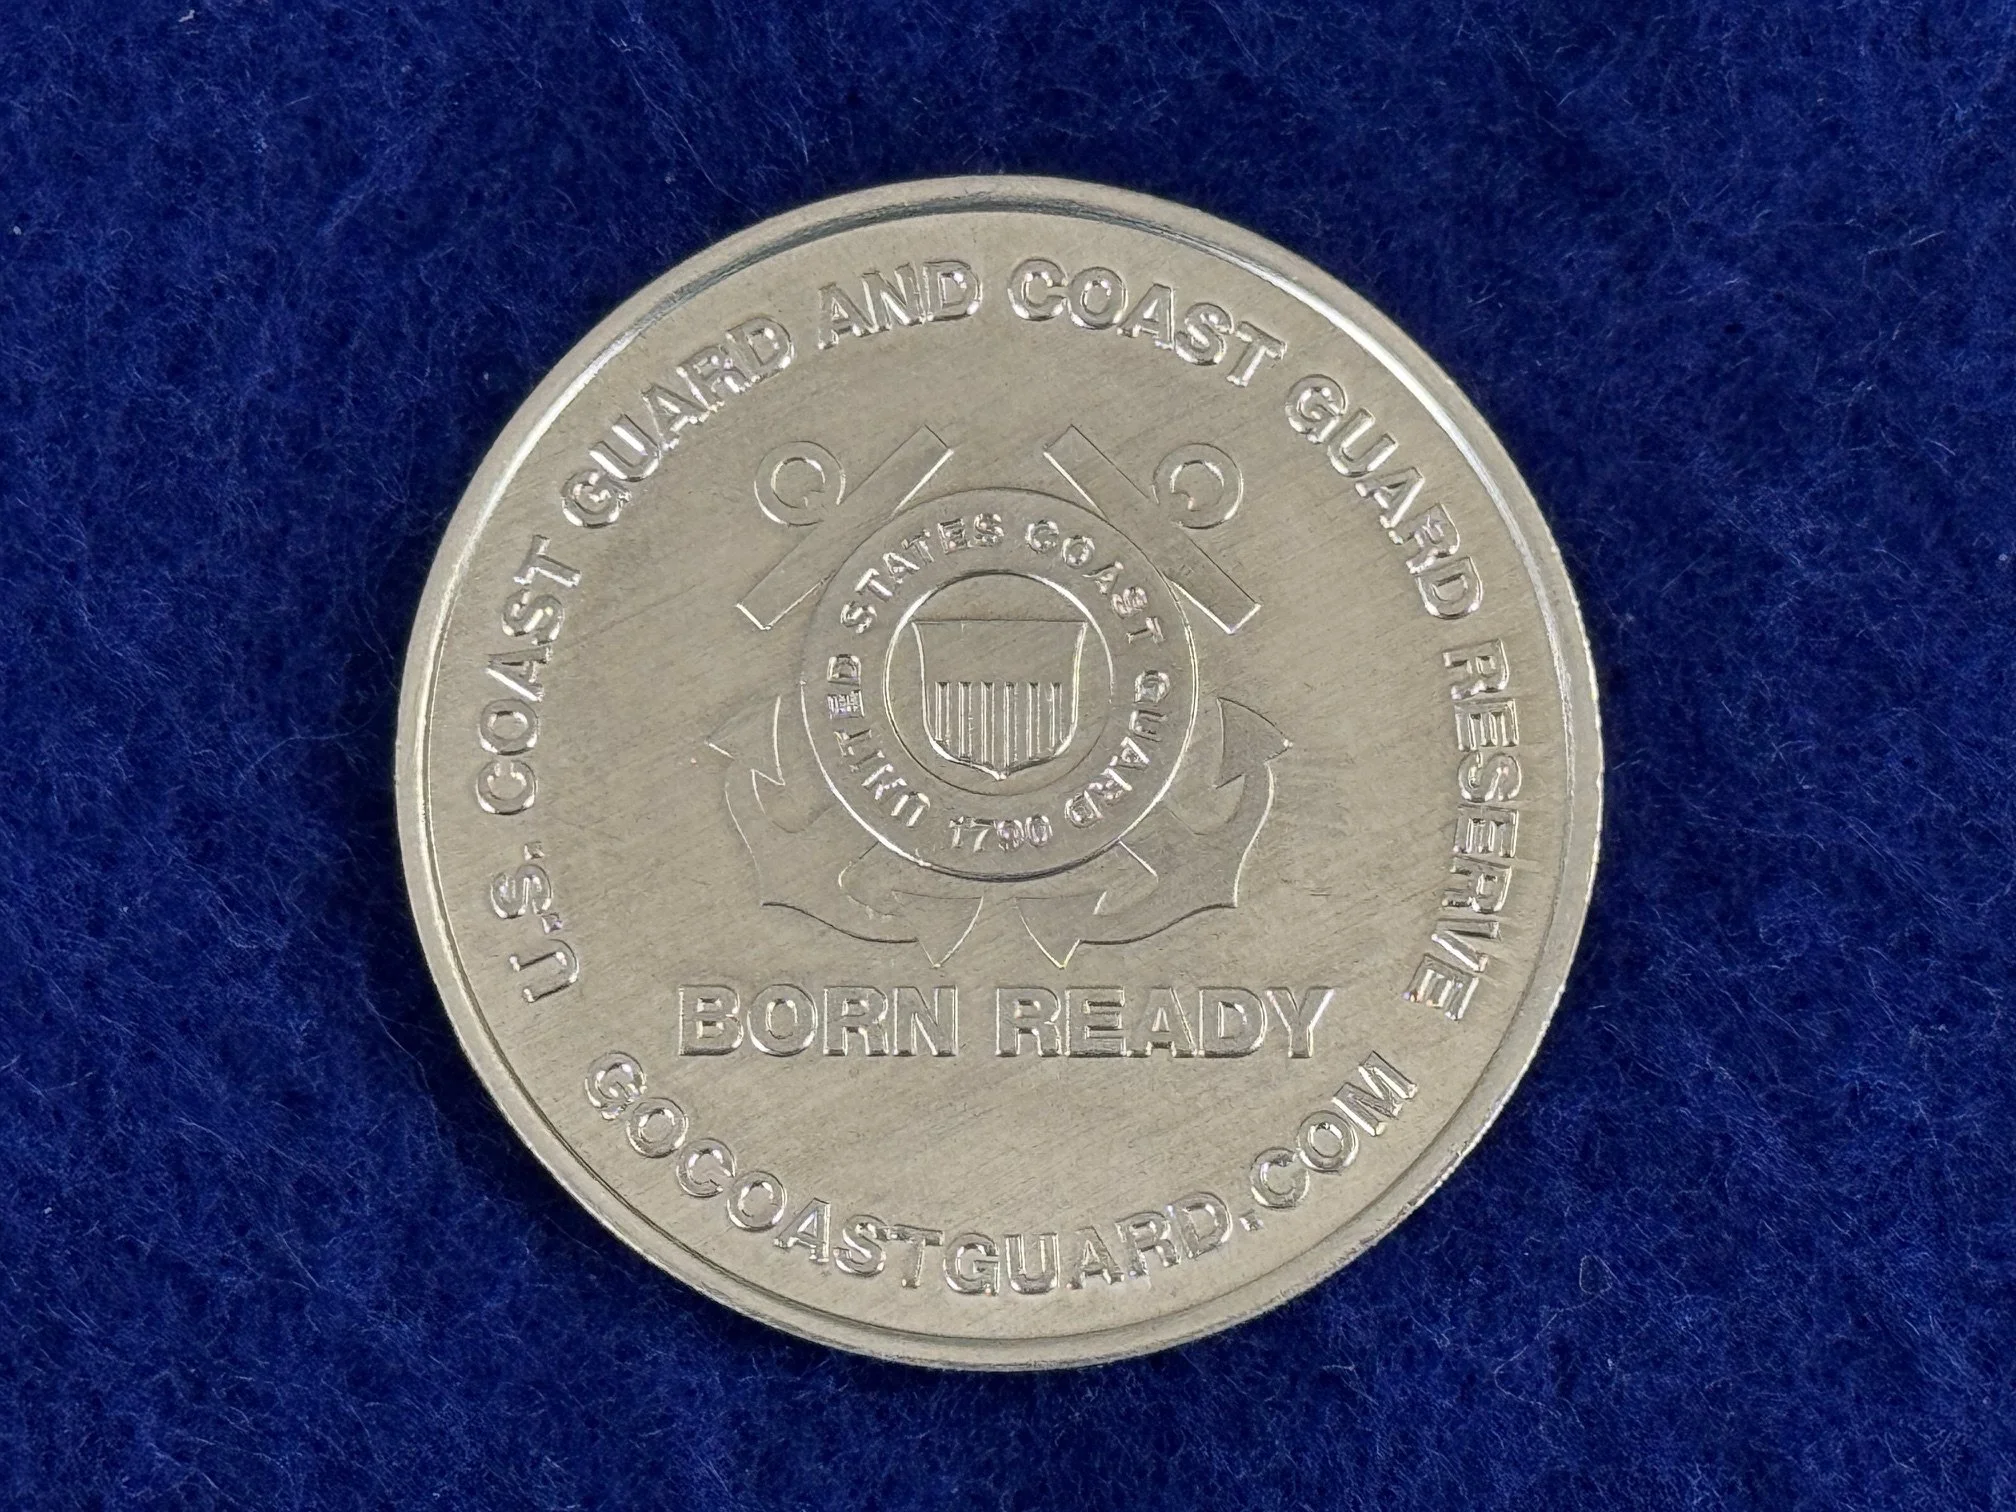 U.S. COAST GUARD AND COAST GUARD RESERVE
UNITED STATES COAST GUARD
1790
BORN READY
GOCOASTGUARD.COM